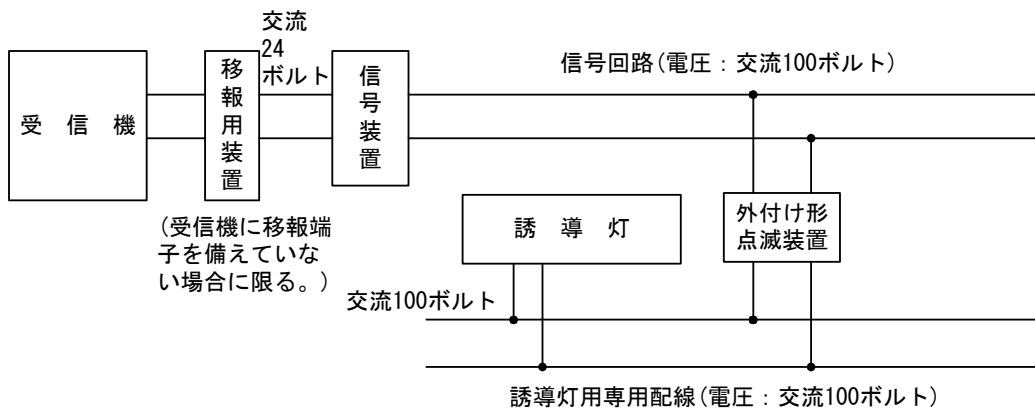 受信機
移報用装置
交流
24
ボルト
信号装置
信号回路(電圧：交流100ボルト)
(受信機に移報端
子を備えていな
い場合に限る。)
誘導灯
外付け形
点滅装置
交流100ボルト
誘導灯用専用配線(電圧：交流100ボルト)